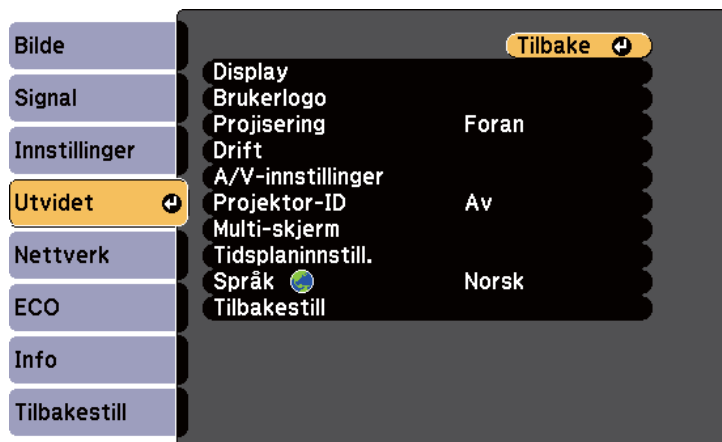 Bilde
Signal
Innstillinger
Utvidet
Nettverk
ECO
Info
Tilbakestill
Tilbake
Display
Brukerlogo
Projisering Foran
Drift
A/V-innstillinger
Projektor-ID Av
Multi-skjerm
Tidsplaninnstill.
Språk Norsk
Tilbakestill